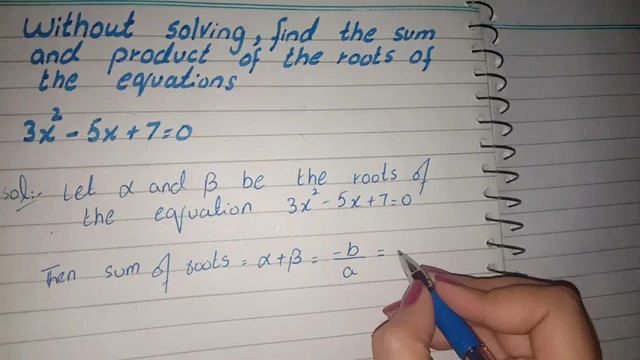 Without solving, find the sum
and product of the roots of
the equations
3x² - 5x + 7 = 0
Sol:- Let α and β be the roots of
the equation 3x² - 5x + 7 = 0
Then sum of roots = α + β = -b/a =